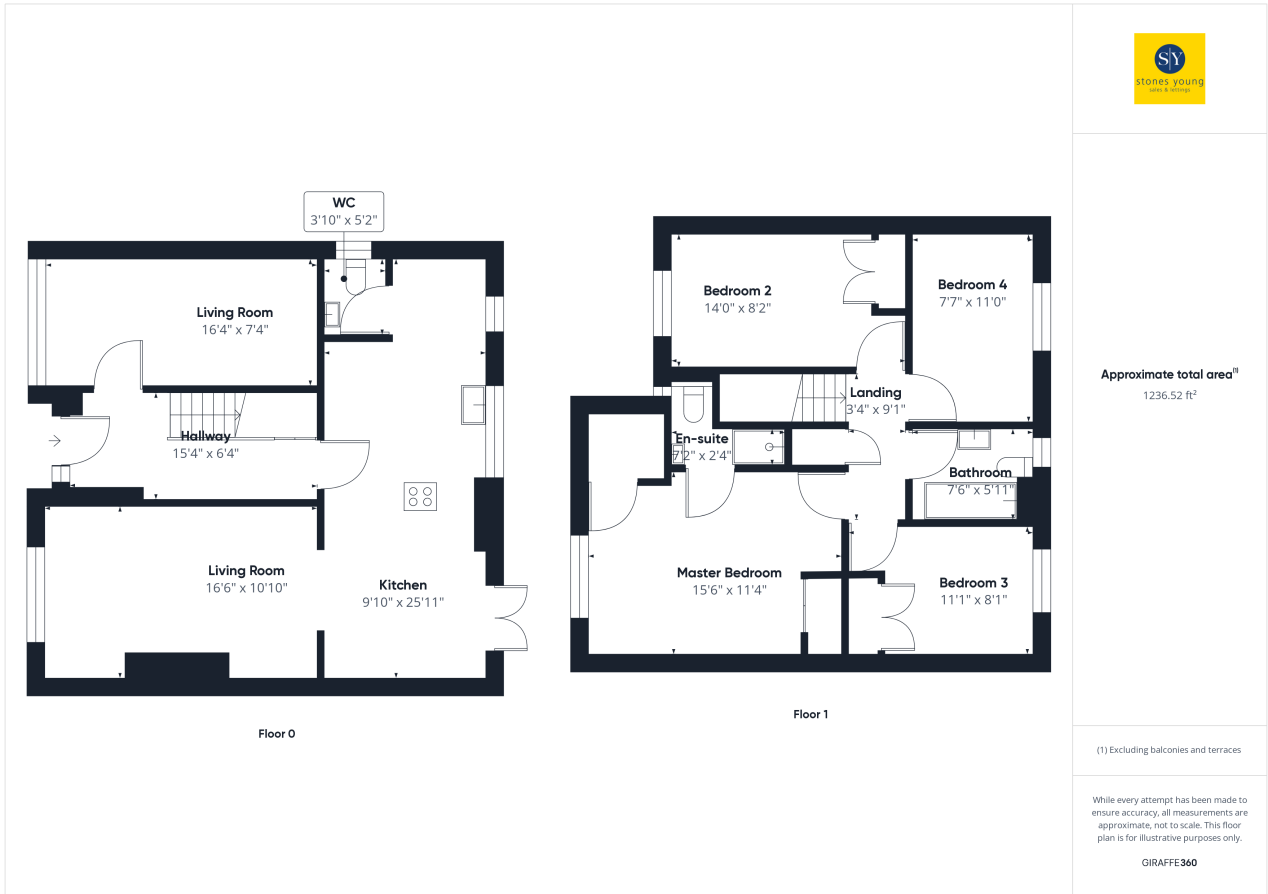 WC
3'10" x 5'2"
Living Room
16'4" x 7'4"
Hallway
15'4" x 6'4"
Living Room
16'6" x 10'10"
Kitchen
9'10" x 25'11"
Floor 0
Bedroom 2
14'0" x 8'2"
Bedroom 4
7'7" x 11'0"
Landing
3'4" x 9'1"
En-suite
7'2" x 2'4"
Bathroom
7'6" x 5'11"
Master Bedroom
15'6" x 11'4"
Bedroom 3
11'1" x 8'1"
Floor 1
S|Y
stones young
sales & lettings
Approximate total area⁽¹⁾
1236.52 ft²
(1) Excluding balconies and terraces
While every attempt has been made to
ensure accuracy, all measurements are
approximate, not to scale. This floor
plan is for illustrative purposes only.
GIRAFFE360